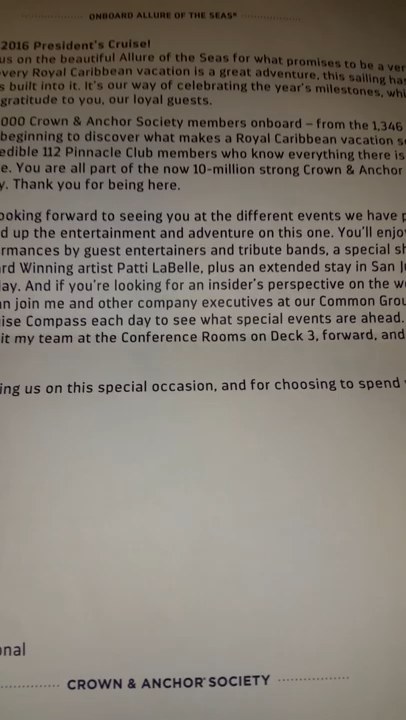 ONBOARD ALLURE OF THE SEAS®
2016 President's Cruise!
us on the beautiful Allure of the Seas for what promises to be a ver
very Royal Caribbean vacation is a great adventure, this sailing has
s built into it. It's our way of celebrating the year's milestones, whi
gratitude to you, our loyal guests.
000 Crown & Anchor Society members onboard – from the 1,346
beginning to discover what makes a Royal Caribbean vacation s
edible 112 Pinnacle Club members who know everything there is
e. You are all part of the now 10-million strong Crown & Anchor
y. Thank you for being here.
ooking forward to seeing you at the different events we have p
d up the entertainment and adventure on this one. You'll enjo
rmances by guest entertainers and tribute bands, a special sh
ard Winning artist Patti LaBelle, plus an extended stay in San Ju
lay. And if you're looking for an insider's perspective on the w
an join me and other company executives at our Common Grou
ise Compass each day to see what special events are ahead.
it my team at the Conference Rooms on Deck 3, forward, and
ing us on this special occasion, and for choosing to spend
onal
CROWN & ANCHOR® SOCIETY